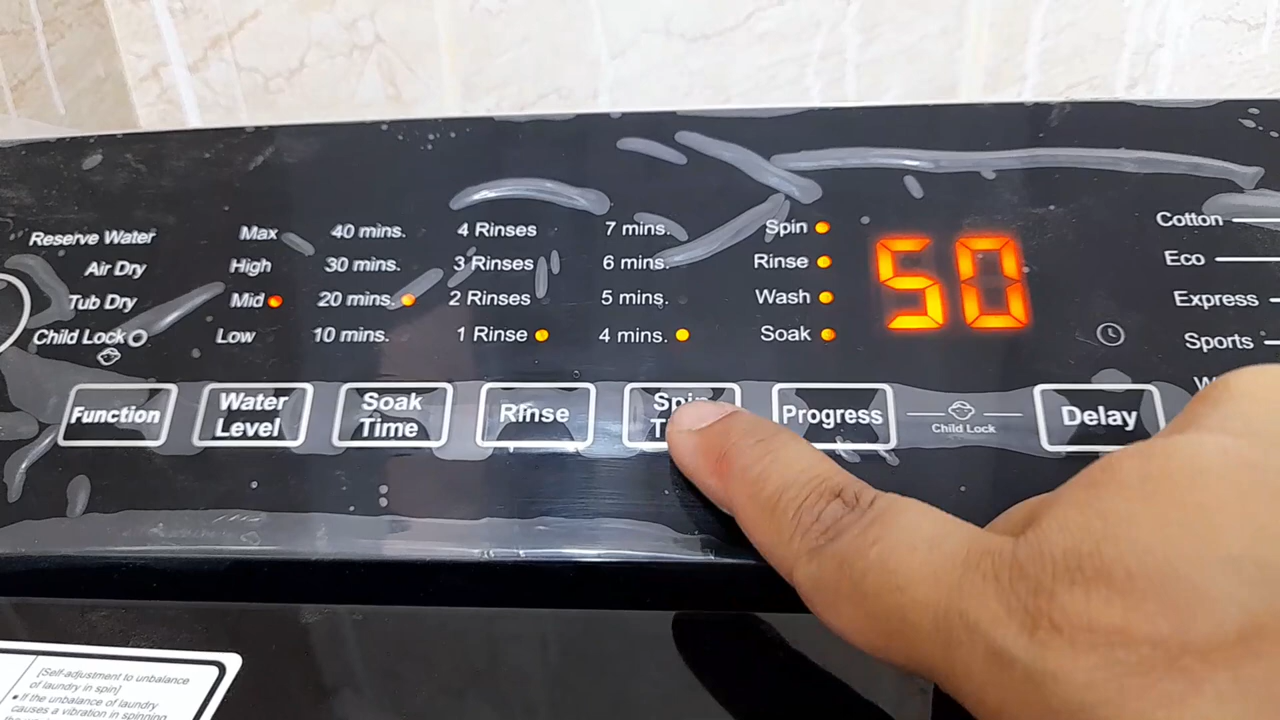 Reserve Water
Air Dry
Tub Dry
Child Lock
Max
High
Mid
Low
40 mins.
30 mins.
20 mins.
10 mins.
4 Rinses
3 Rinses
2 Rinses
1 Rinse
7 mins.
6 mins.
5 mins.
4 mins.
Spin
Rinse
Wash
Soak
50
Cotton
Eco
Express
Sports
Function
Water
Level
Soak
Time
Rinse
Spin
Progress
Child Lock
Delay
[Self-adjustment to unbalance
of laundry in spin]
• If the unbalance of laundry
causes a vibration in spinning